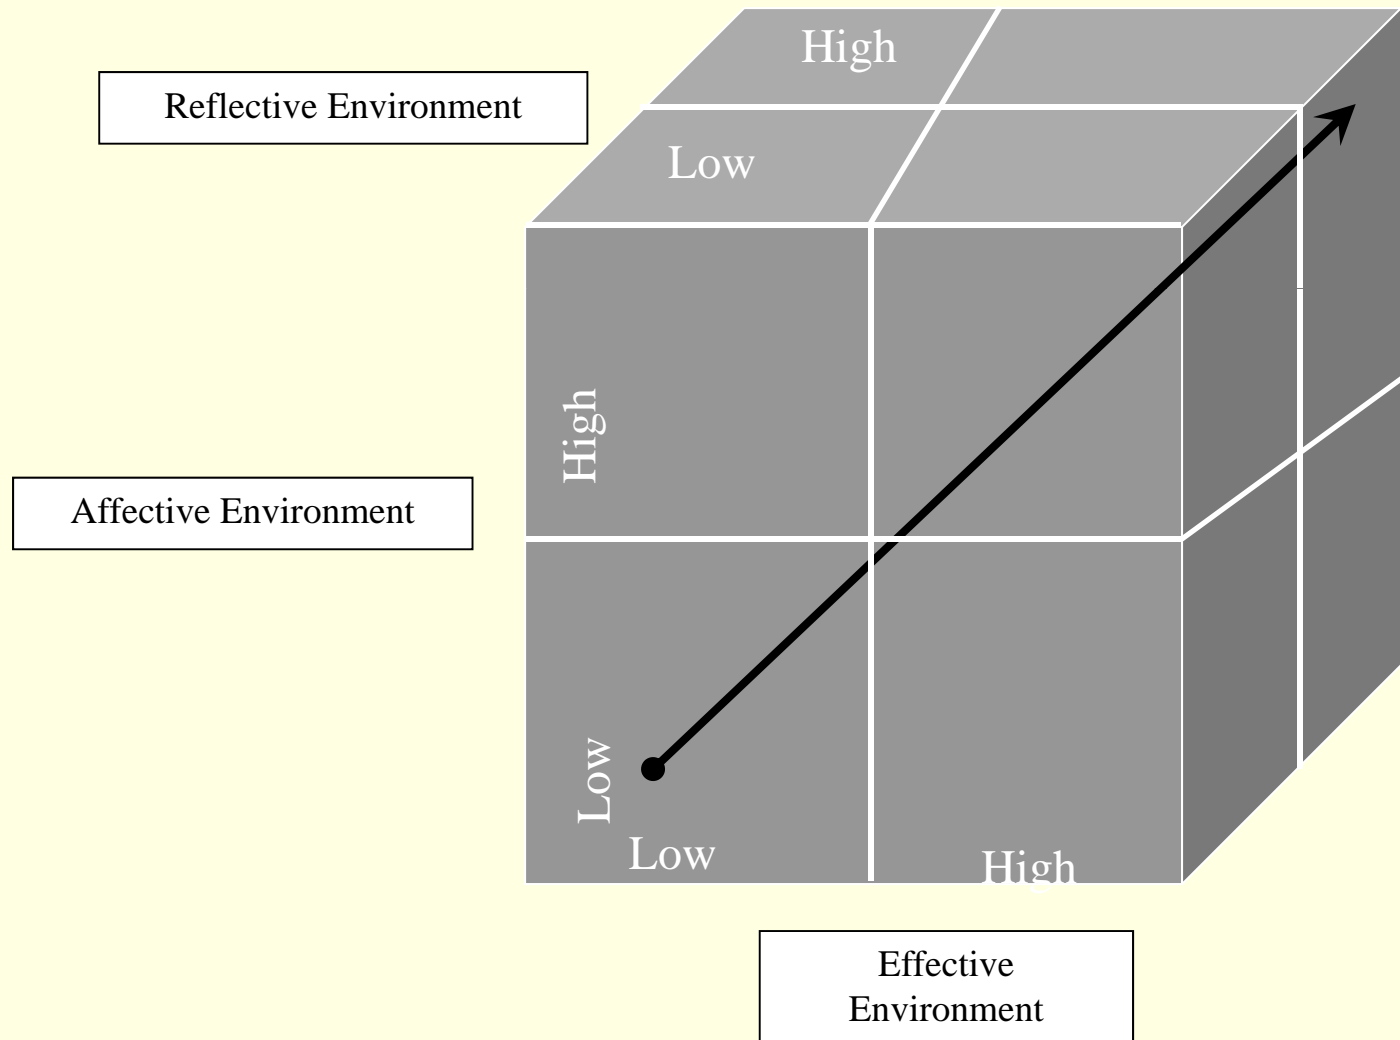 High
Reflective Environment
Low
High
Affective Environment
Low
Low
High
Effective
Environment